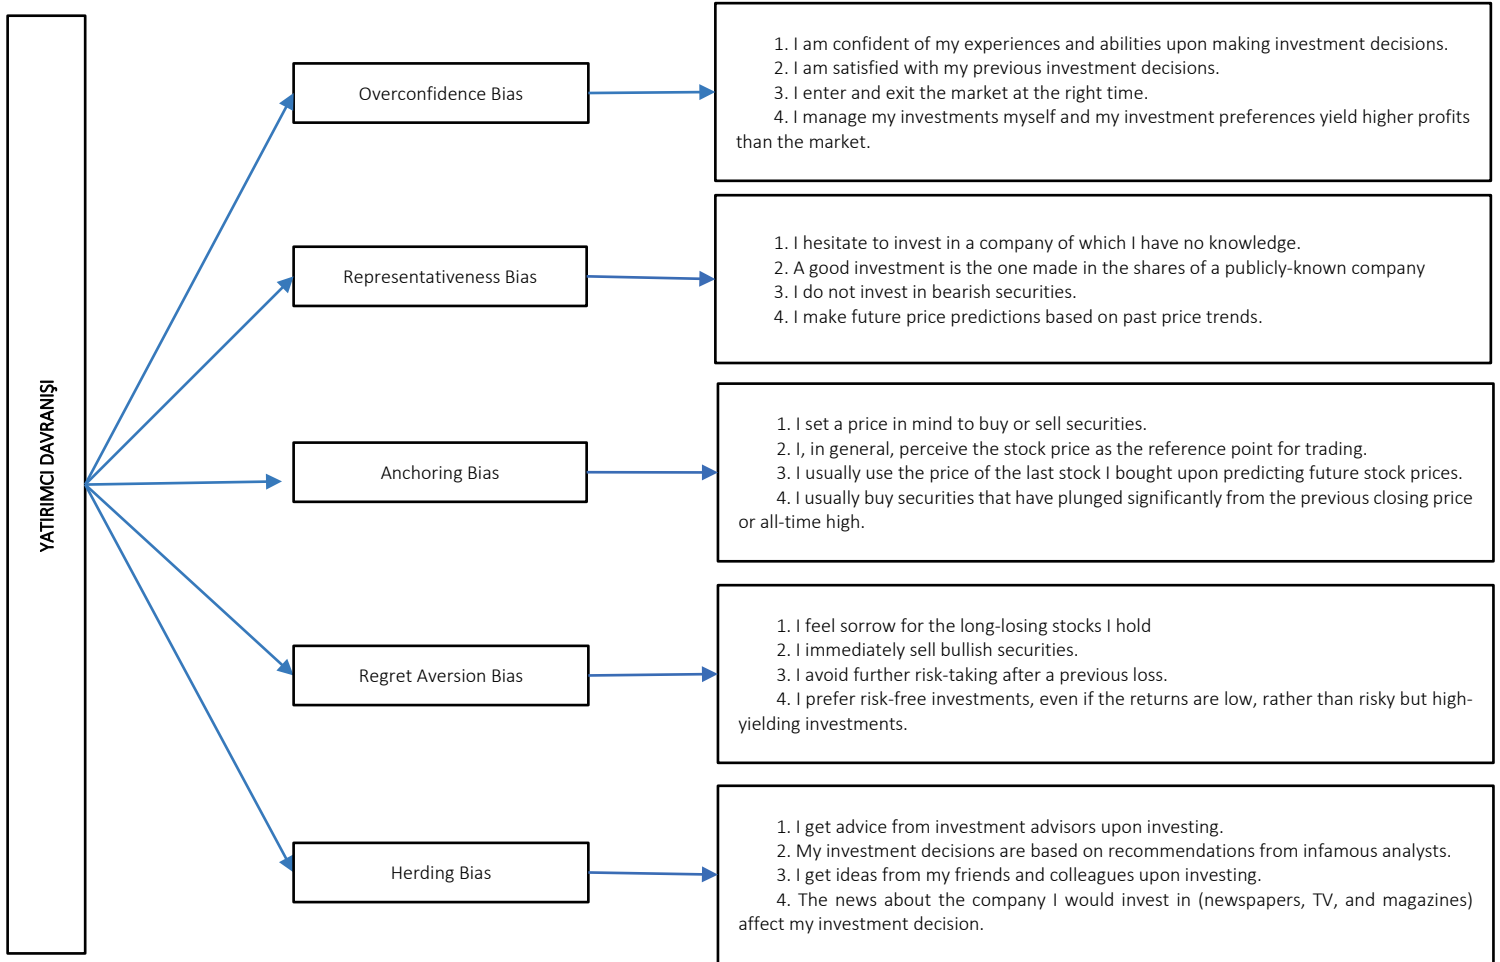 YATIRIMCI DAVRANIŞI
Overconfidence Bias
1. I am confident of my experiences and abilities upon making investment decisions.
2. I am satisfied with my previous investment decisions.
3. I enter and exit the market at the right time.
4. I manage my investments myself and my investment preferences yield higher profits
than the market.
Representativeness Bias
1. I hesitate to invest in a company of which I have no knowledge.
2. A good investment is the one made in the shares of a publicly-known company
3. I do not invest in bearish securities.
4. I make future price predictions based on past price trends.
Anchoring Bias
1. I set a price in mind to buy or sell securities.
2. I, in general, perceive the stock price as the reference point for trading.
3. I usually use the price of the last stock I bought upon predicting future stock prices.
4. I usually buy securities that have plunged significantly from the previous closing price
or all-time high.
Regret Aversion Bias
1. I feel sorrow for the long-losing stocks I hold
2. I immediately sell bullish securities.
3. I avoid further risk-taking after a previous loss.
4. I prefer risk-free investments, even if the returns are low, rather than risky but high-
yielding investments.
Herding Bias
1. I get advice from investment advisors upon investing.
2. My investment decisions are based on recommendations from infamous analysts.
3. I get ideas from my friends and colleagues upon investing.
4. The news about the company I would invest in (newspapers, TV, and magazines)
affect my investment decision.